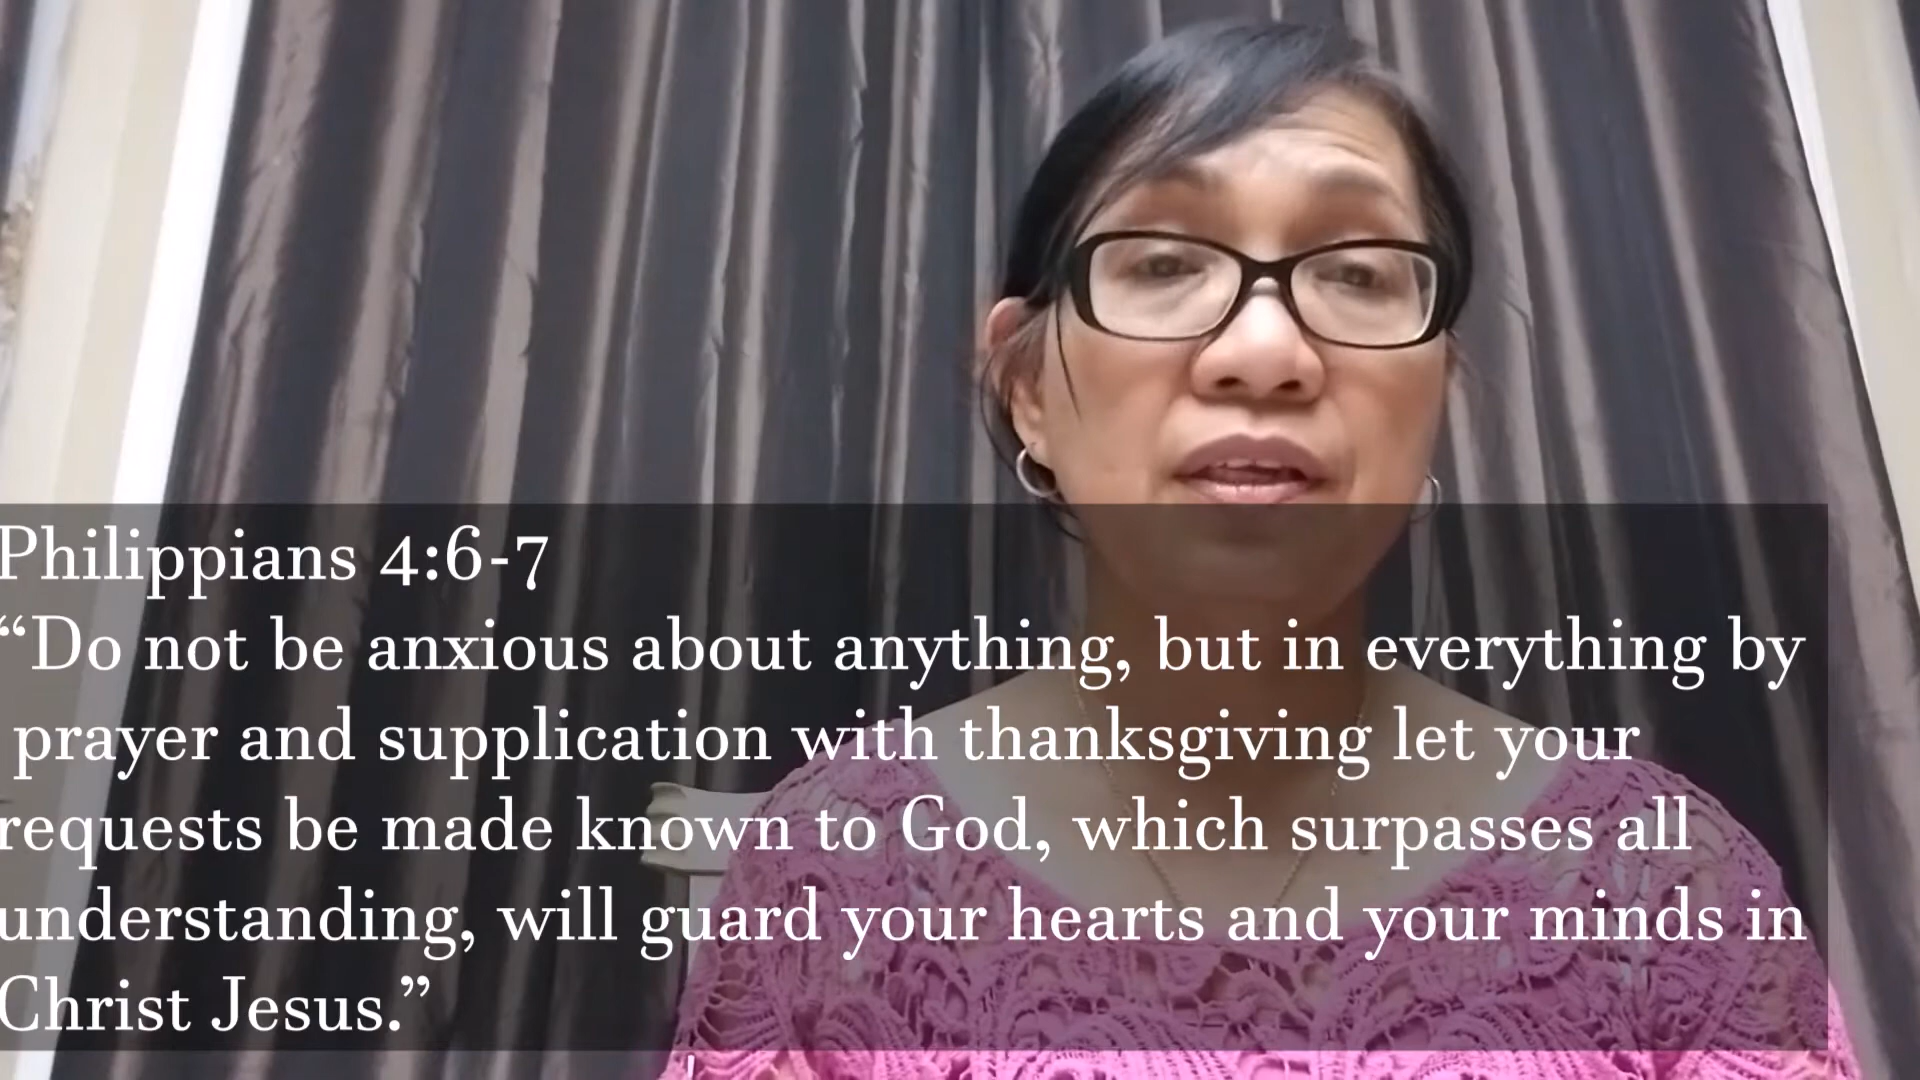 Philippians 4:6-7
“Do not be anxious about anything, but in everything by
prayer and supplication with thanksgiving let your
requests be made known to God, which surpasses all
understanding, will guard your hearts and your minds in
Christ Jesus.”